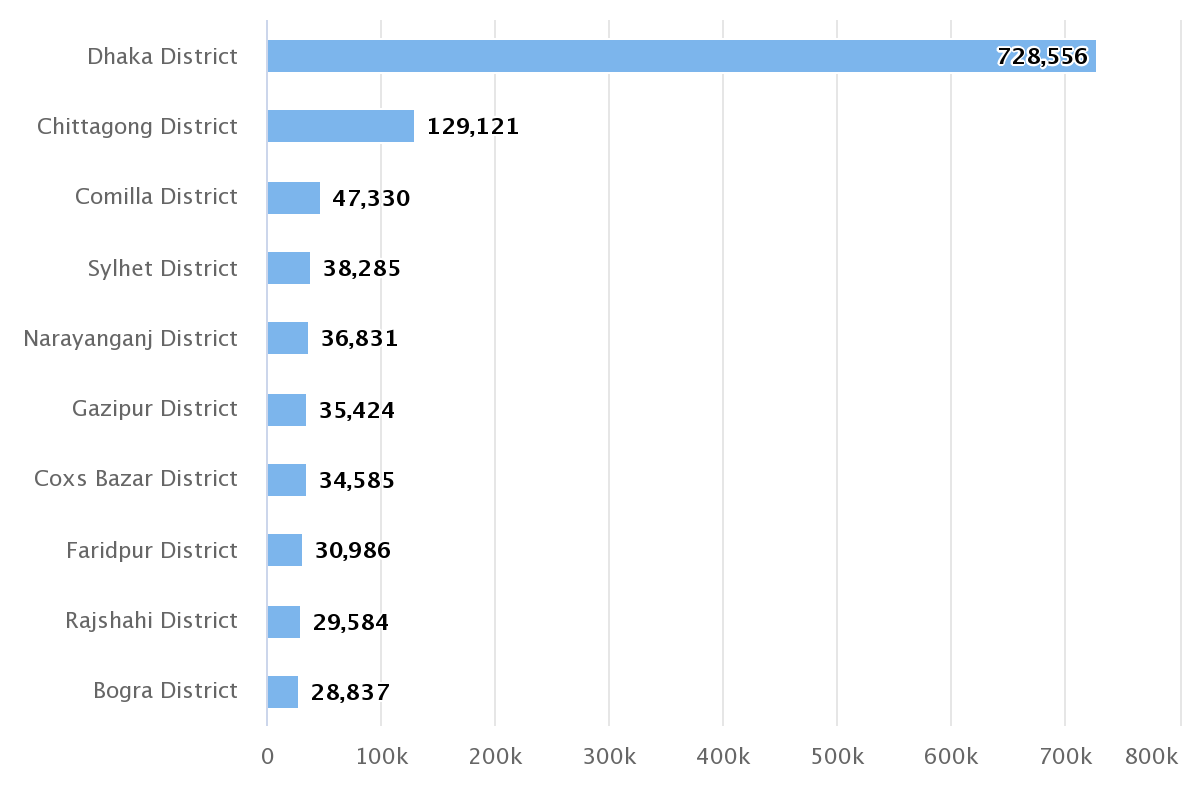 Dhaka District 728,556
Chittagong District 129,121
Comilla District 47,330
Sylhet District 38,285
Narayanganj District 36,831
Gazipur District 35,424
Coxs Bazar District 34,585
Faridpur District 30,986
Rajshahi District 29,584
Bogra District 28,837
0 100k 200k 300k 400k 500k 600k 700k 800k